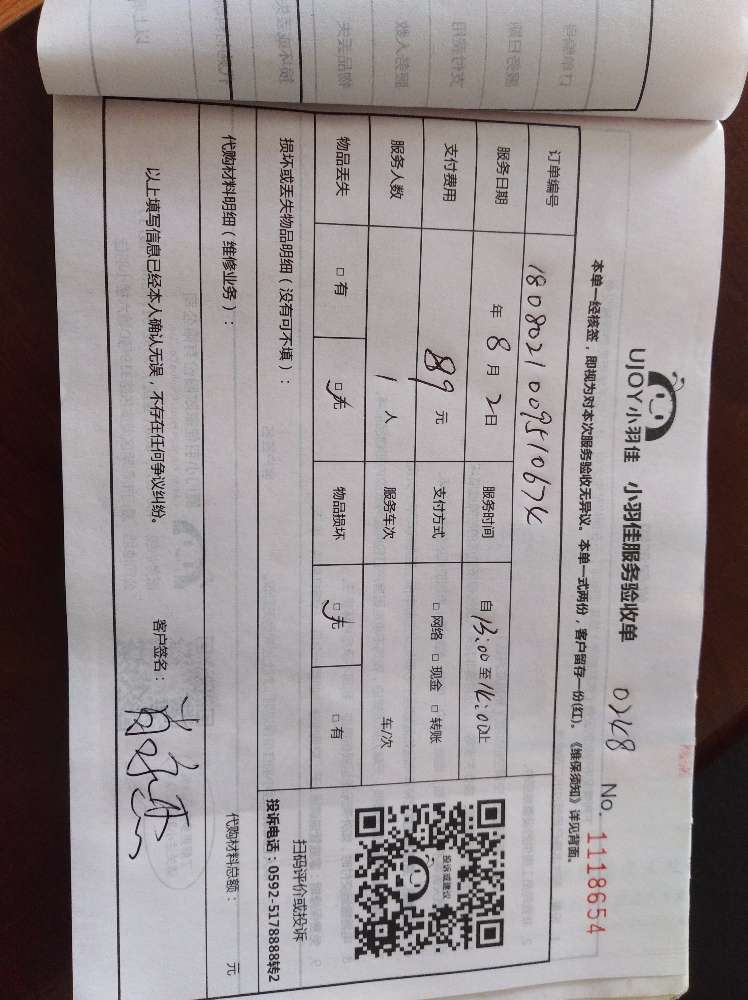 UJOY小羽佳 小羽佳服务验收单 0248 No. 1118654
本单一经核签，即视为对本次服务验收无异议。本单一式两份，客户留存一份(红)。《维保须知》详见背面。
订单编号 1808021009510674
服务日期 年 8 月 2 日 服务时间 自 13:00 至 14:00 止
支付费用 89 元 支付方式 □ 网络 □ 现金 □ 转账
服务人数 1 人 服务车次 车/次
物品丢失 □ 有 □ 无 物品损坏 □ 无 □ 有
损坏或丢失物品明细（没有可不填）：
代购材料明细（维修业务）：
代购材料总额： 元
以上填写信息已经本人确认无误，不存在任何争议纠纷。 客户签名：
投诉或建议
扫码评价或投诉
投诉电话：0592-5178888转2